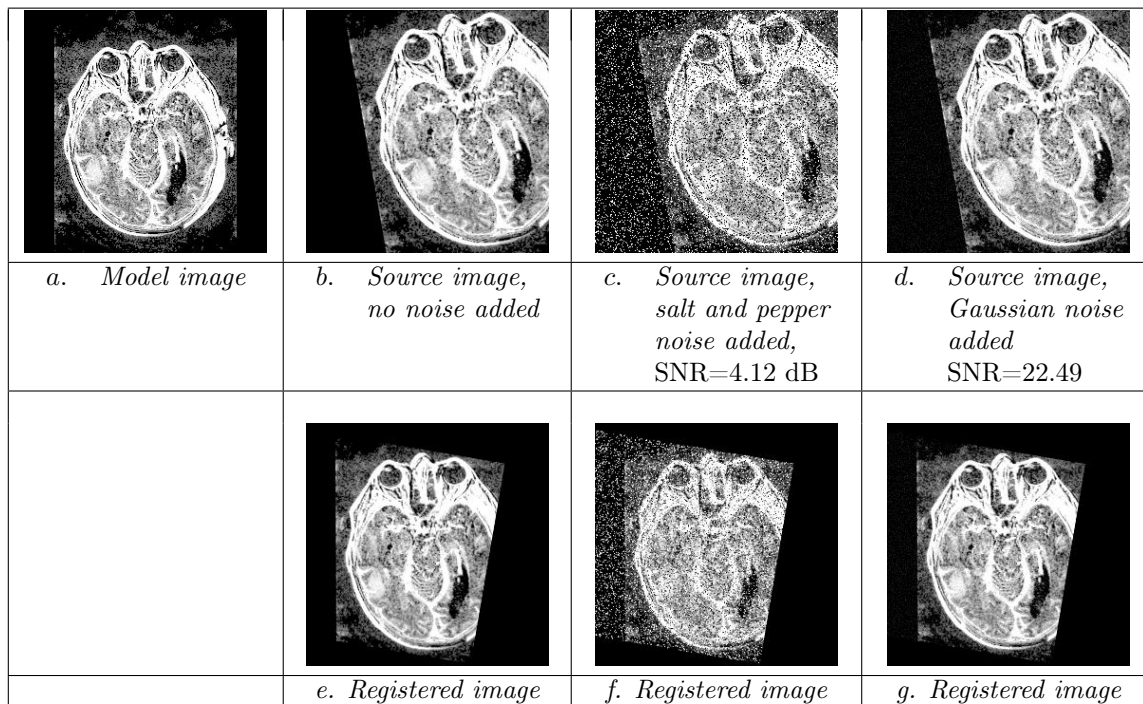 a. Model image
b. Source image,
no noise added
c. Source image,
salt and pepper
noise added,
SNR=4.12 dB
d. Source image,
Gaussian noise
added
SNR=22.49
e. Registered image
f. Registered image
g. Registered image